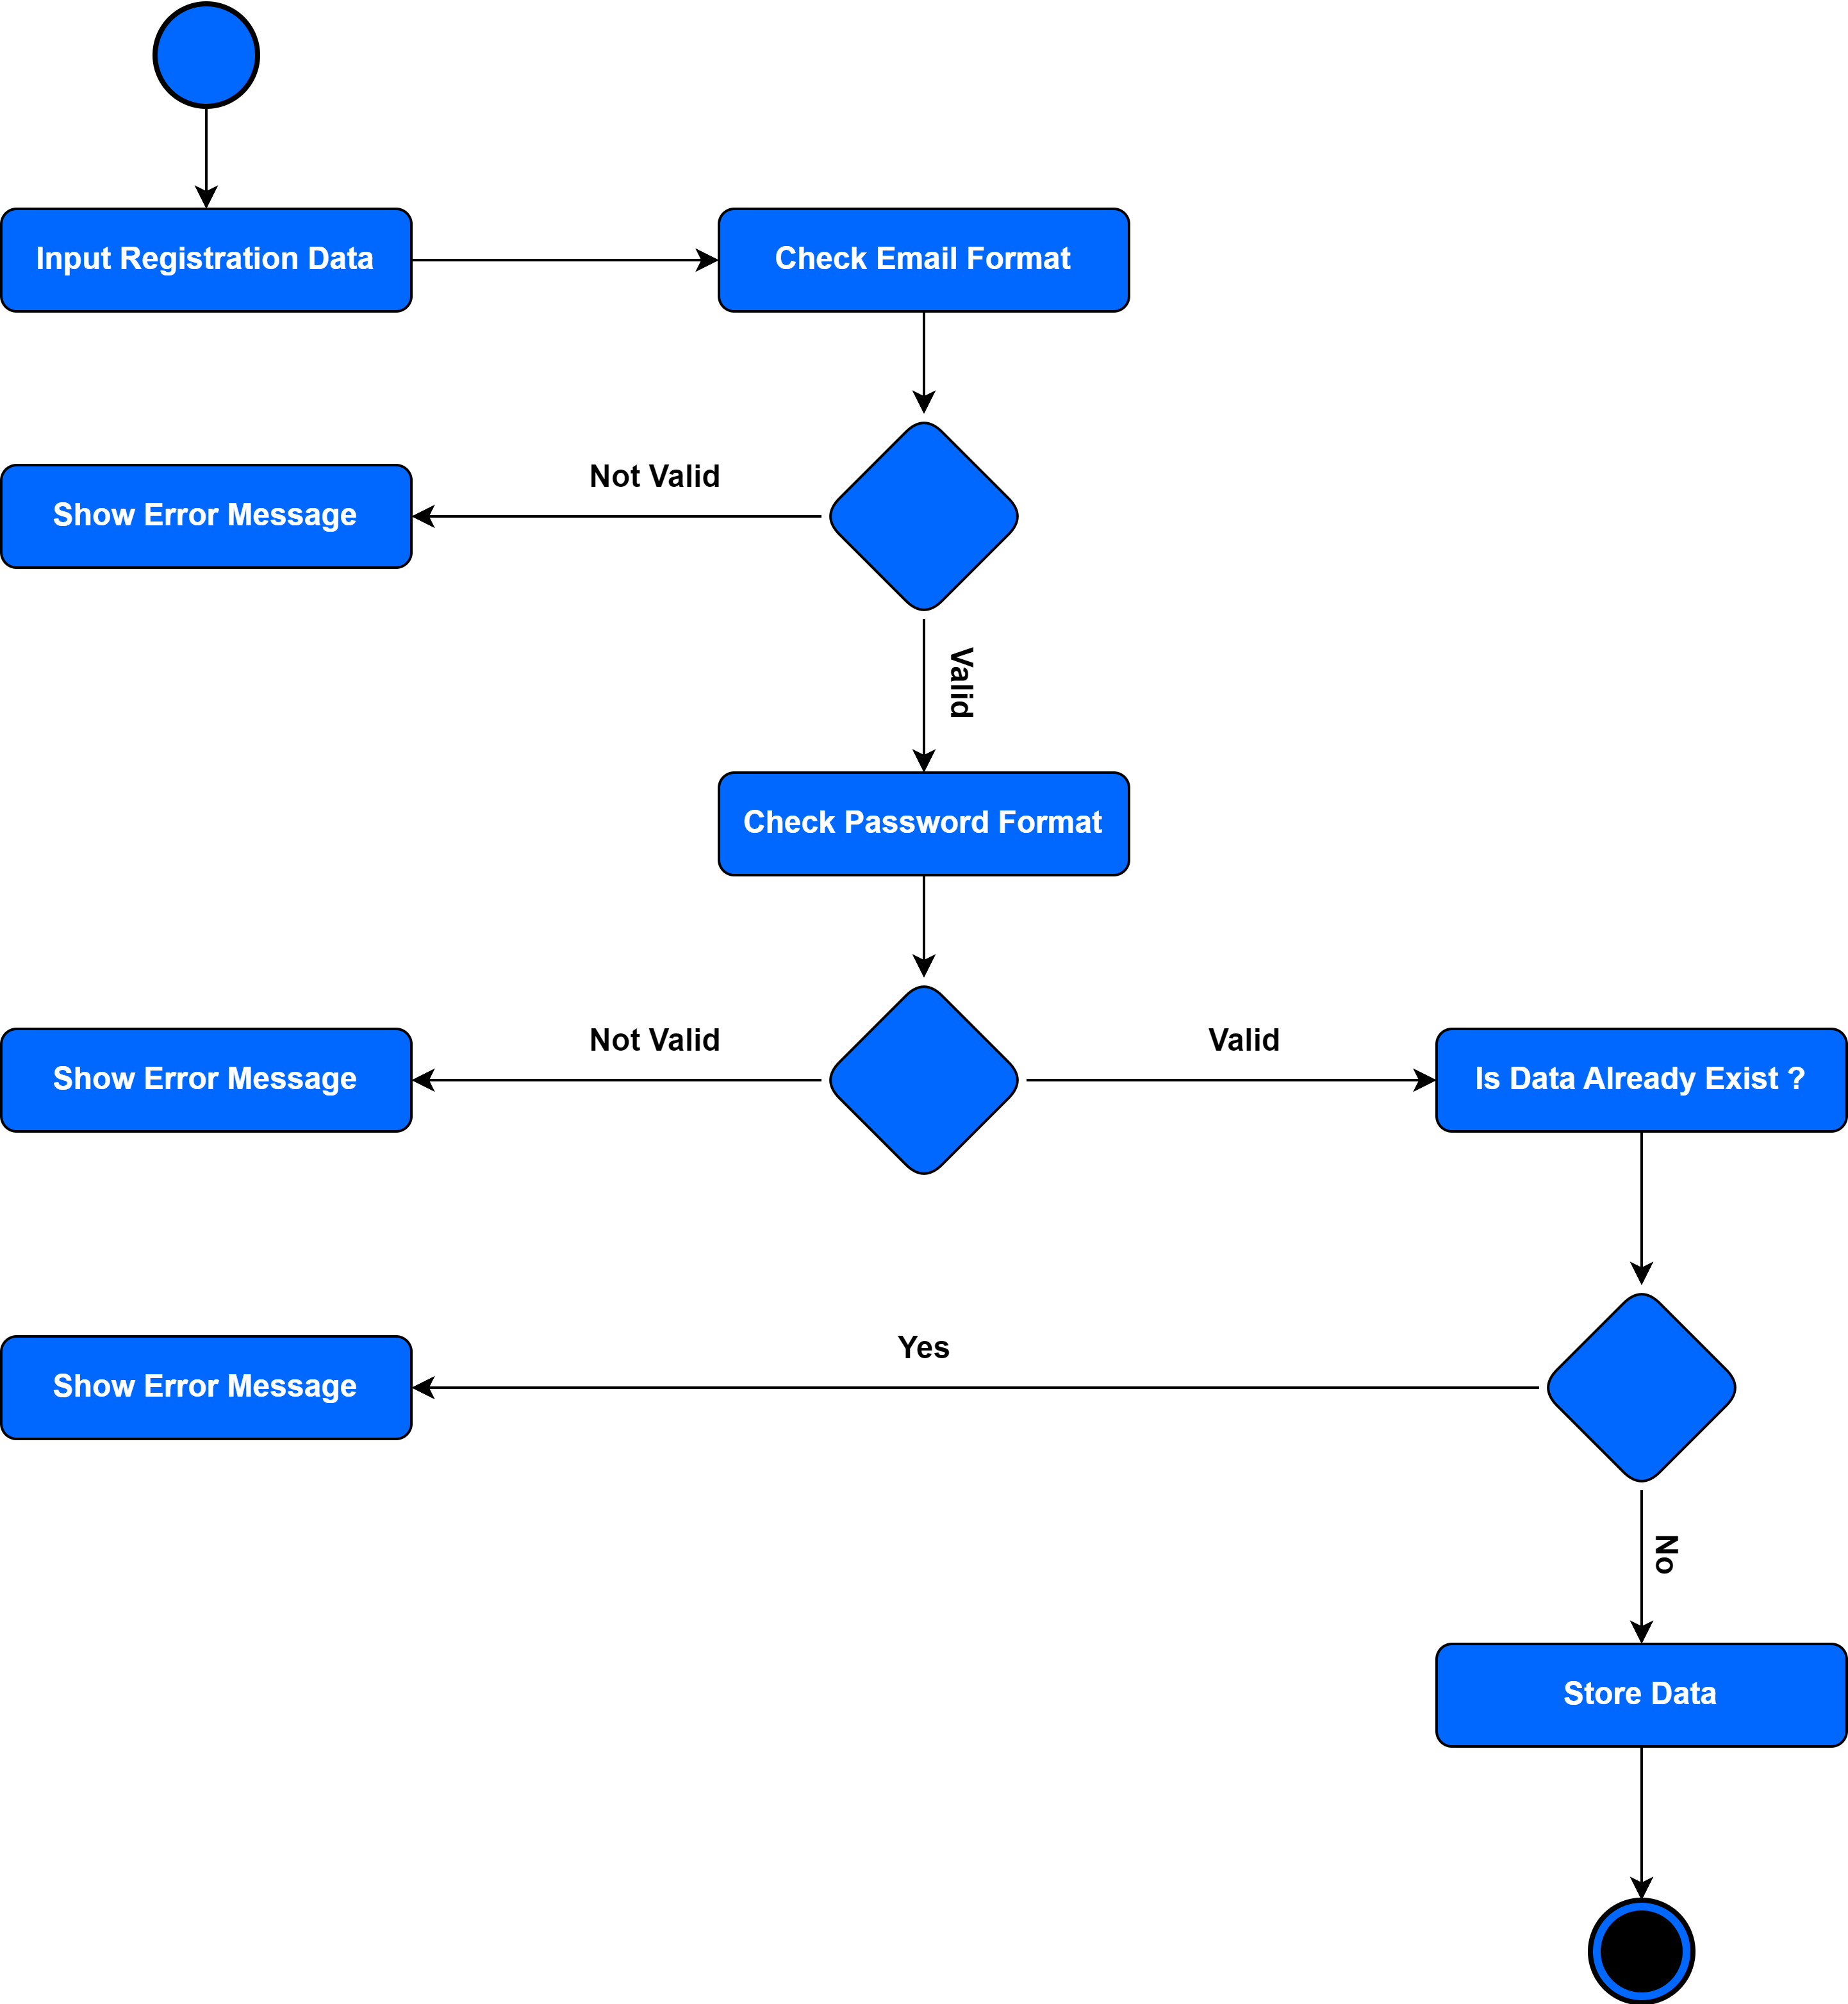 Input Registration Data
Check Email Format
Not Valid
Show Error Message
Valid
Check Password Format
Not Valid
Valid
Show Error Message
Is Data Already Exist ?
Yes
Show Error Message
No
Store Data